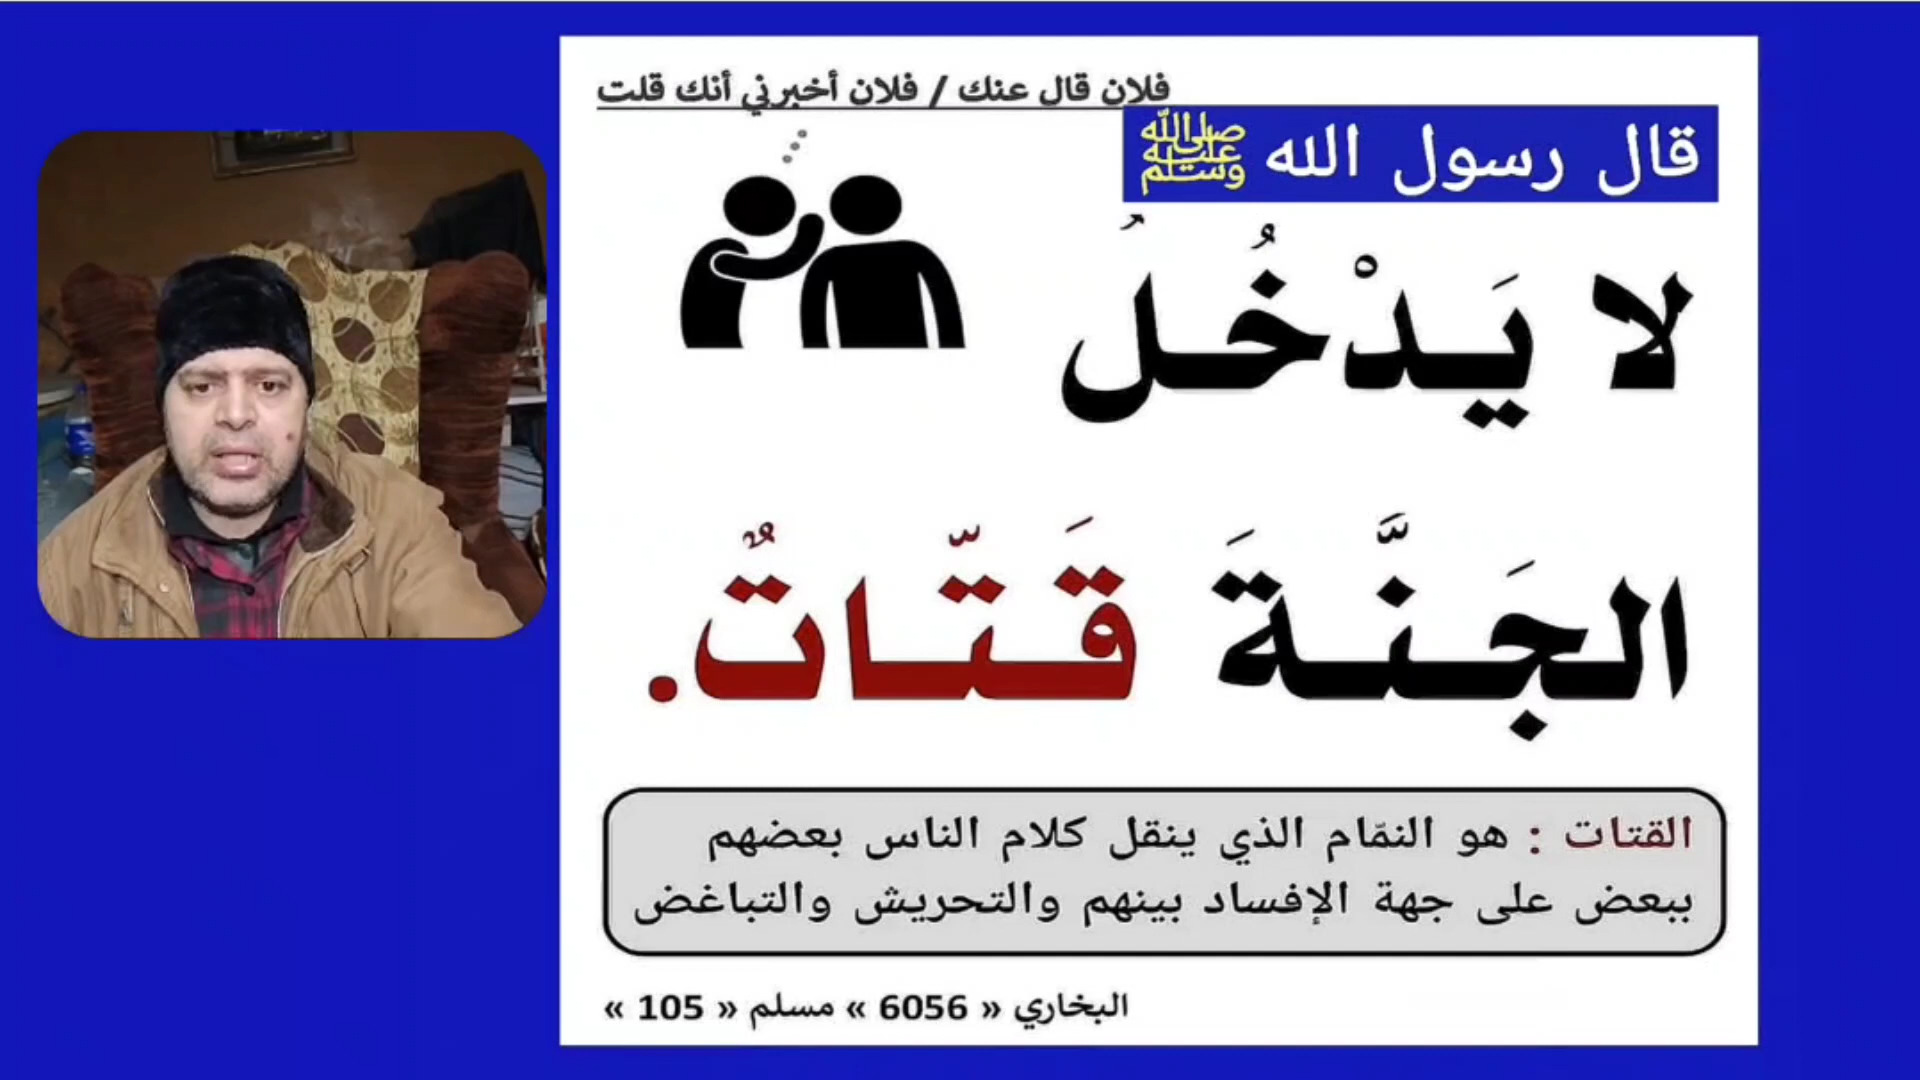 فلان قال عنك / فلان أخبرني أنك قلت
قال رسول الله ﷺ
لا يَدْخُلُ
الجَنَّةَ قَتّاتٌ.
القتات : هو النمّام الذي ينقل كلام الناس بعضهم
ببعض على جهة الإفساد بينهم والتحريش والتباغض
البخاري « 6056 » مسلم « 105 »